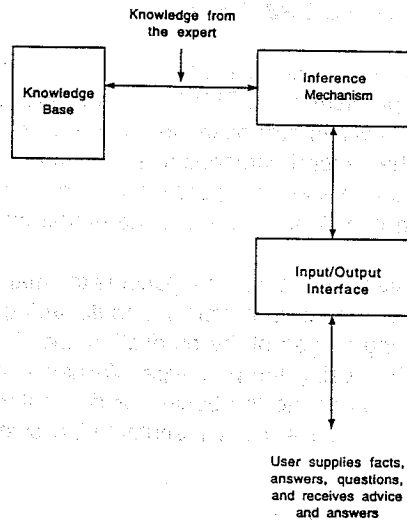 Knowledge from
the expert
Knowledge
Base
Inference
Mechanism
Input/Output
Interface
User supplies facts,
answers, questions,
and receives advice
and answers